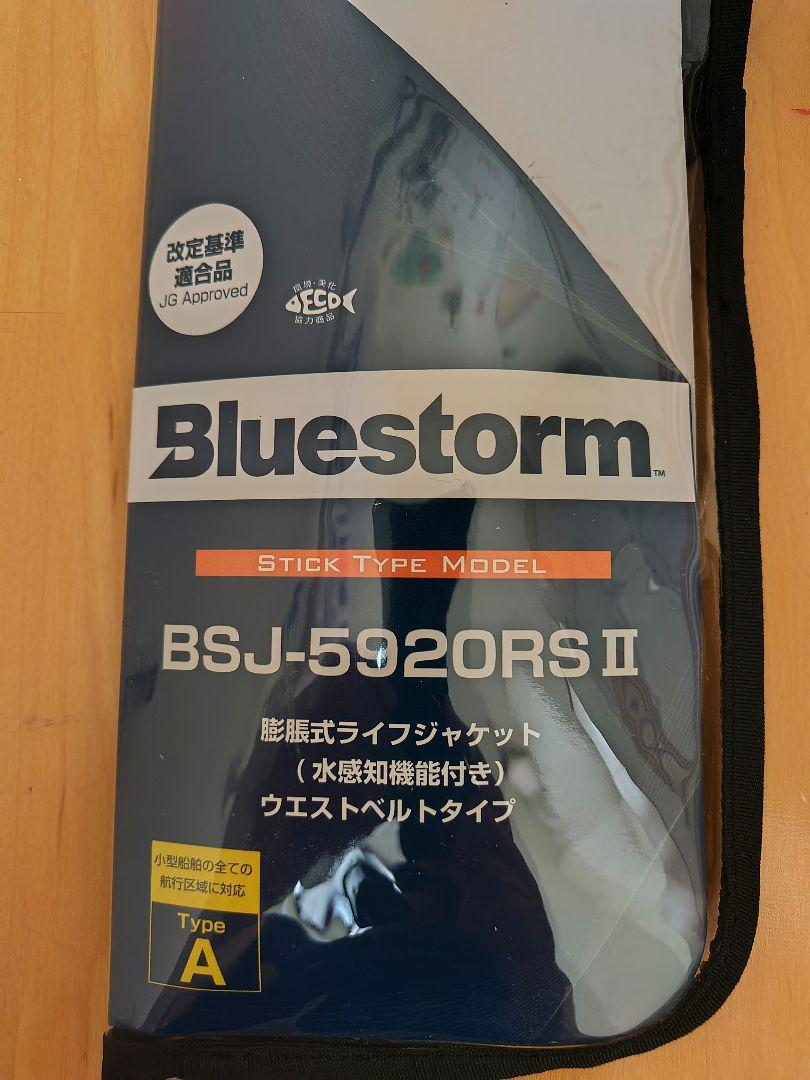 改定基準
適合品
JG Approved
環境・美化
ECO
協力商品
Bluestorm™
STICK TYPE MODEL
BSJ-5920RSⅡ
膨脹式ライフジャケット
(水感知機能付き)
ウエストベルトタイプ
小型船舶の全ての
航行区域に対応
Type
A